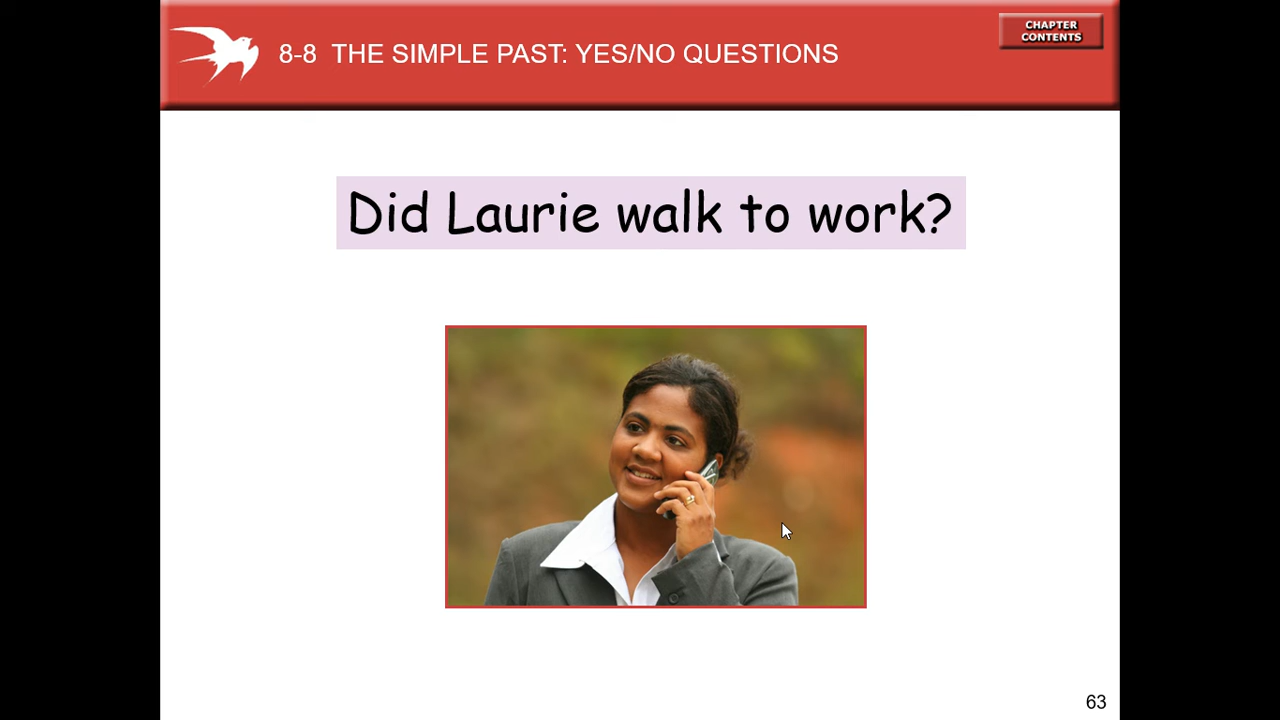 CHAPTER
CONTENTS
8-8 THE SIMPLE PAST: YES/NO QUESTIONS
Did Laurie walk to work?
63